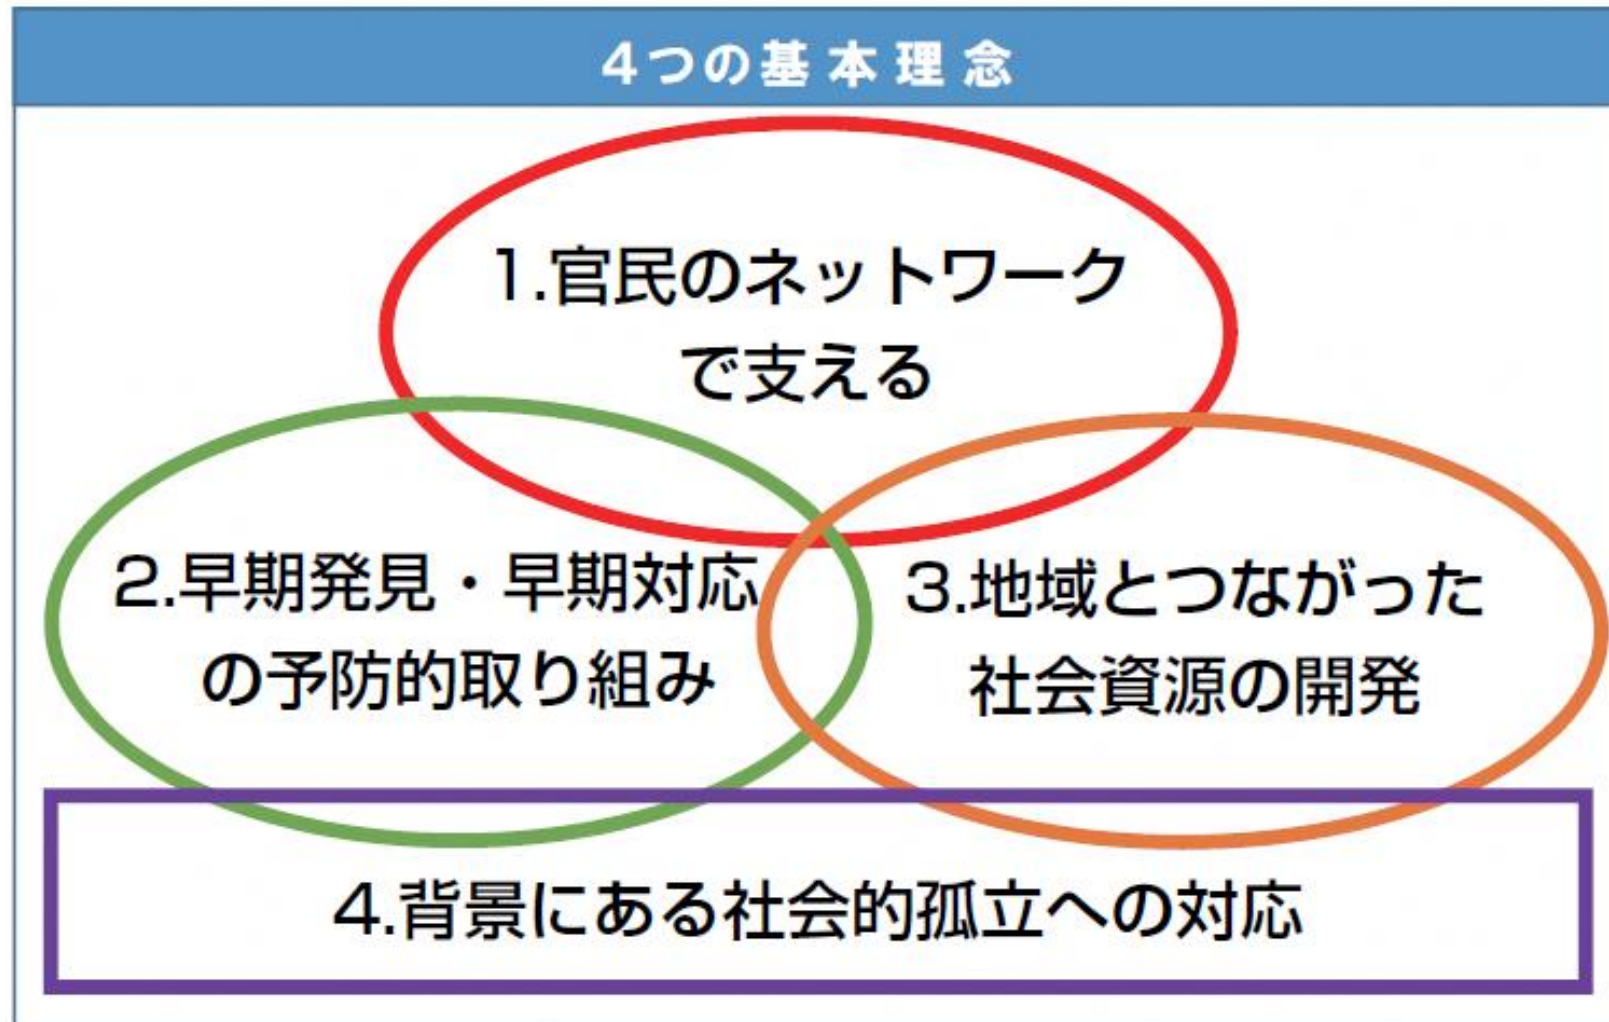 4つの基本理念
1.官民のネットワーク
で支える
2.早期発見・早期対応
の予防的取り組み
3.地域とつながった
社会資源の開発
4.背景にある社会的孤立への対応